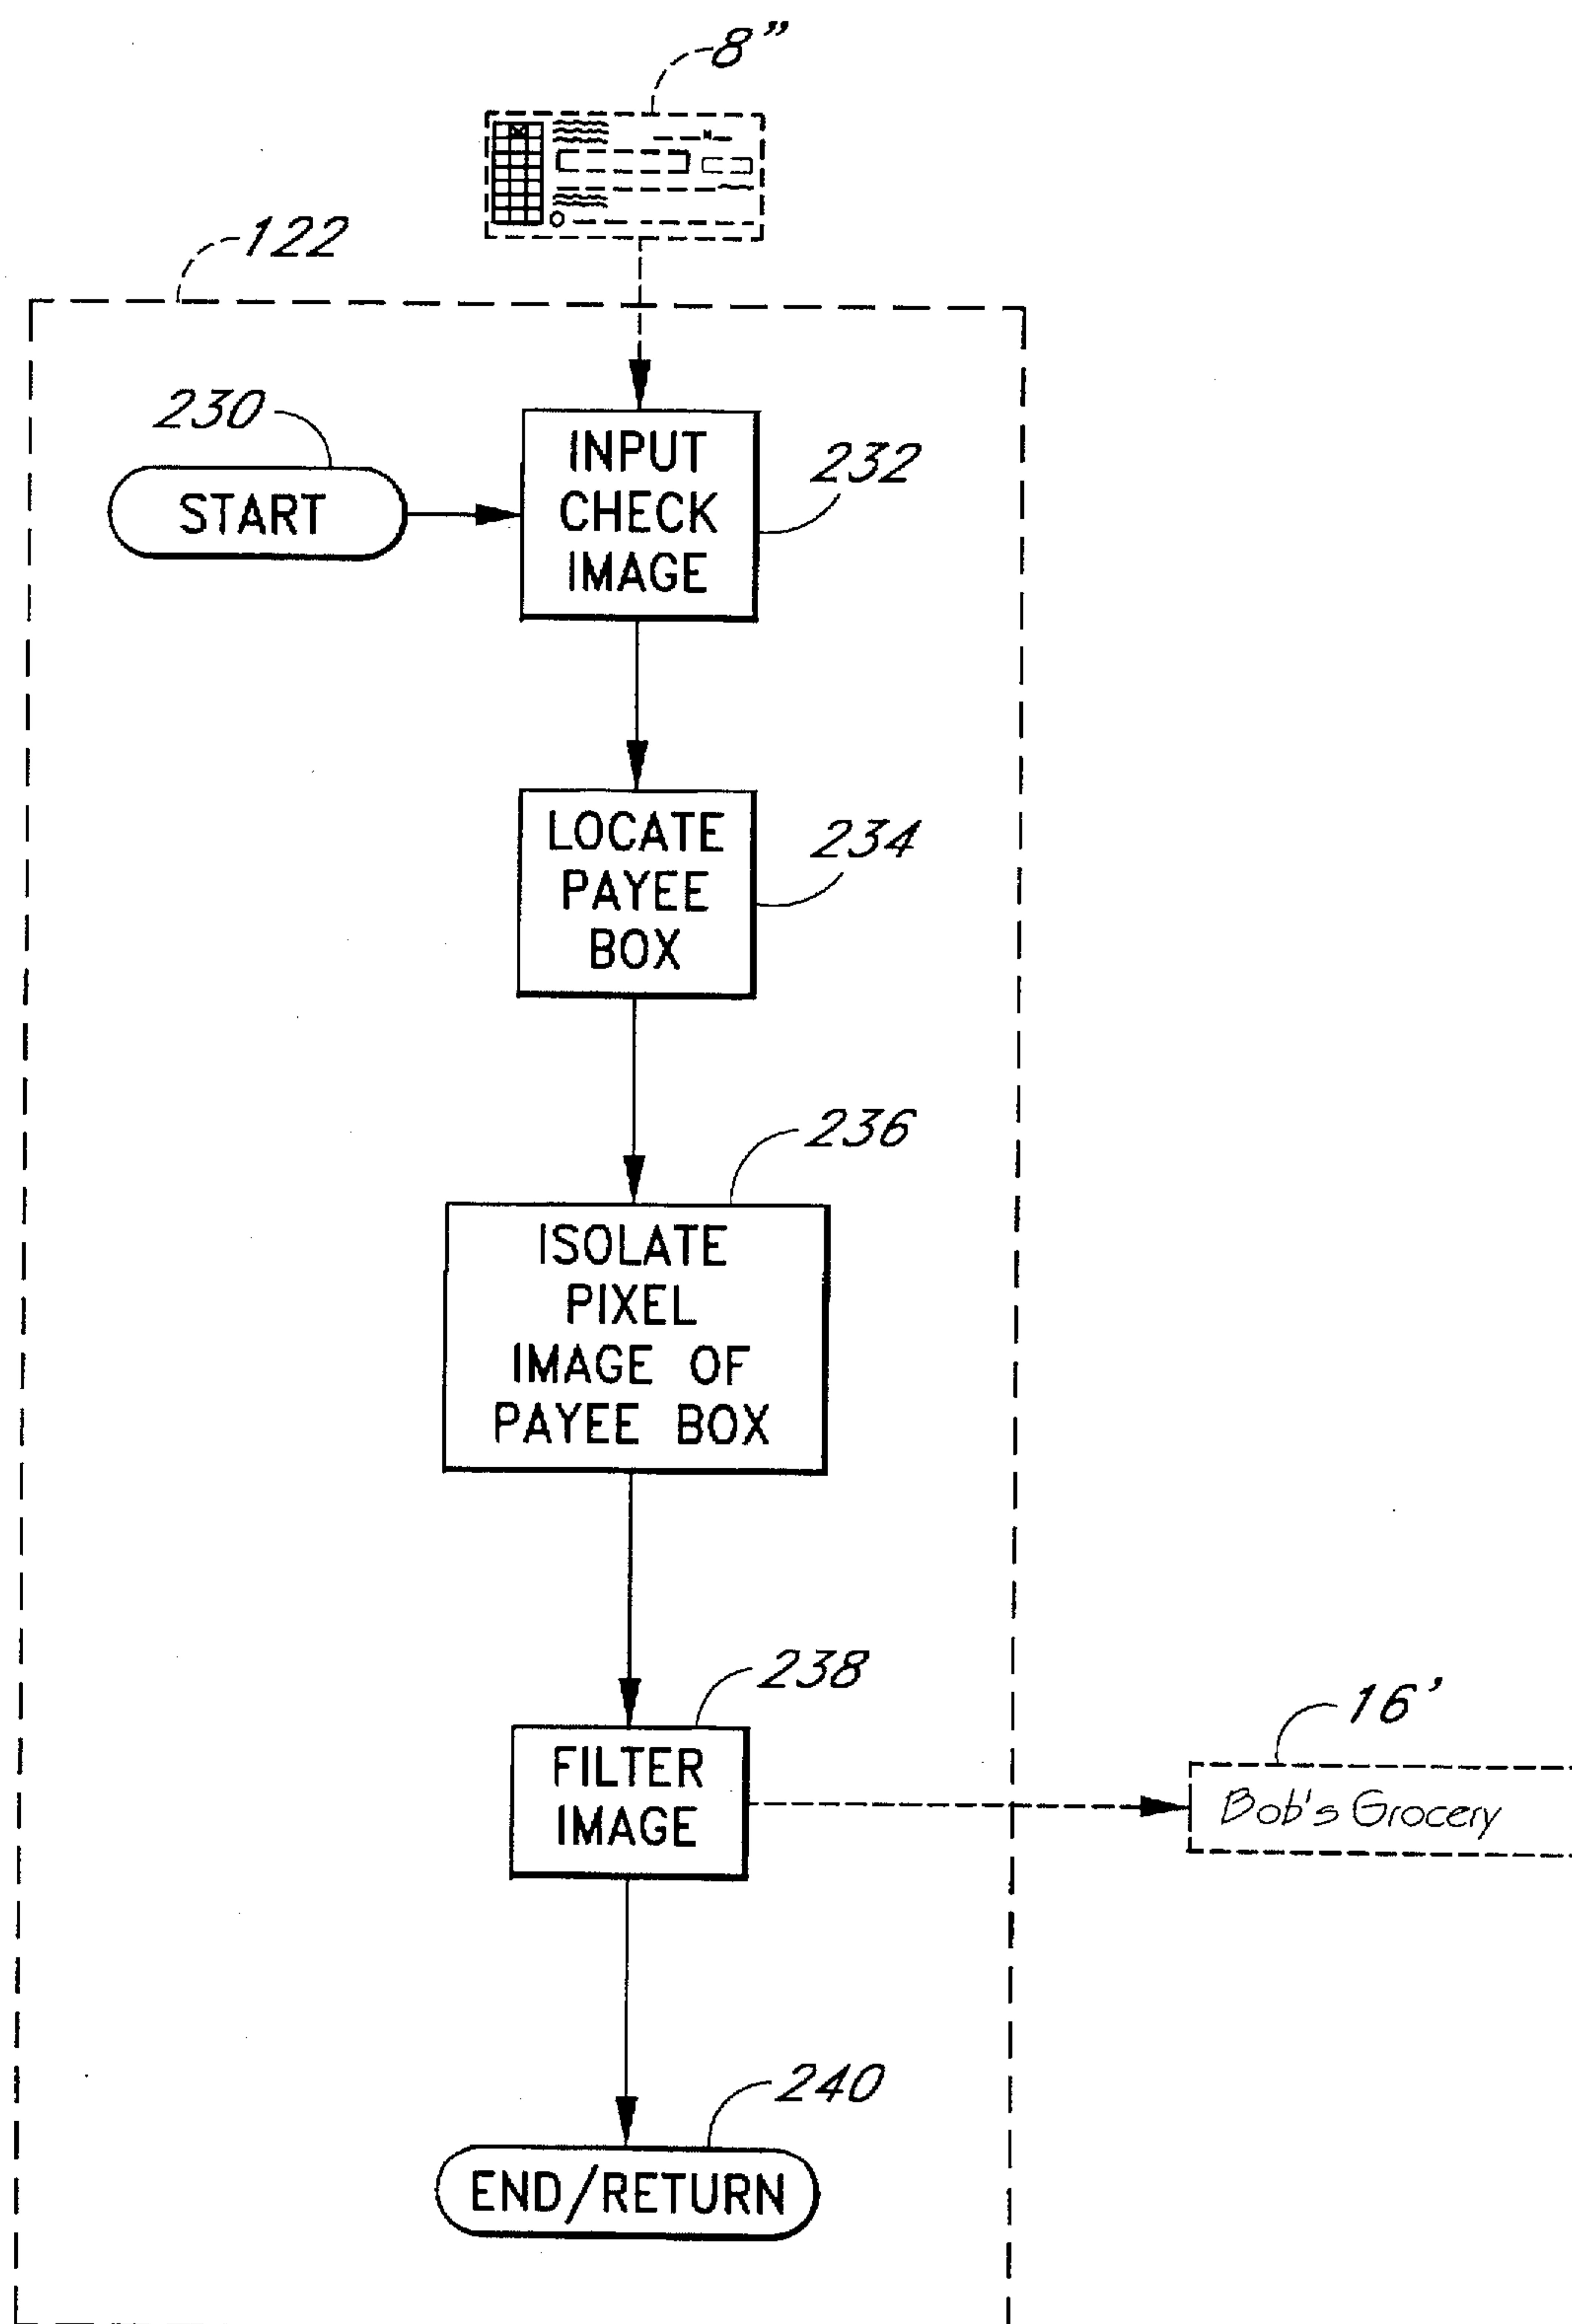 8”
122
230
START
INPUT
CHECK
IMAGE
232
LOCATE
PAYEE
BOX
234
236
ISOLATE
PIXEL
IMAGE OF
PAYEE BOX
238
FILTER
IMAGE
16’
Bob's Grocery
240
END/RETURN